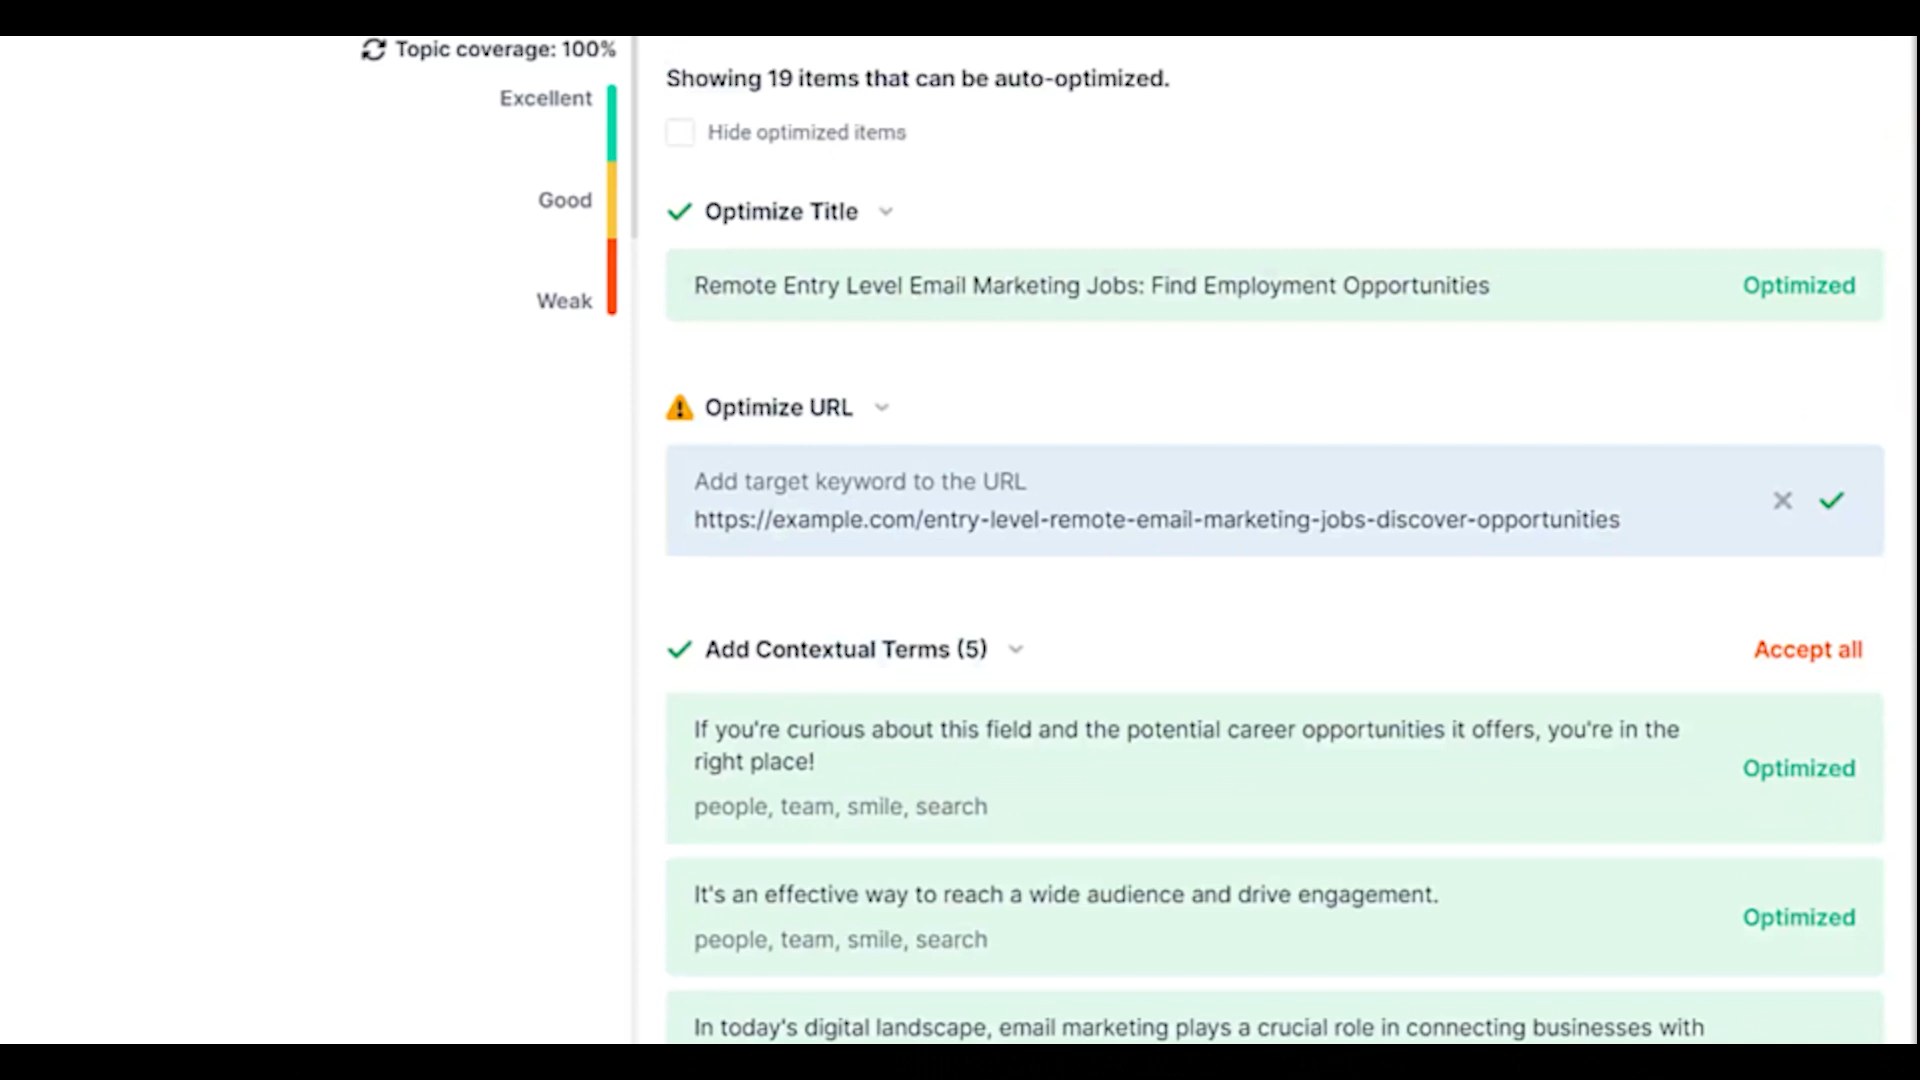 Topic coverage: 100%
Excellent
Good
Weak
Showing 19 items that can be auto-optimized.
Hide optimized items
Optimize Title
Remote Entry Level Email Marketing Jobs: Find Employment Opportunities
Optimized
Optimize URL
Add target keyword to the URL
https://example.com/entry-level-remote-email-marketing-jobs-discover-opportunities
Add Contextual Terms (5)
Accept all
If you're curious about this field and the potential career opportunities it offers, you're in the
right place!
people, team, smile, search
Optimized
It's an effective way to reach a wide audience and drive engagement.
people, team, smile, search
Optimized
In today's digital landscape, email marketing plays a crucial role in connecting businesses with